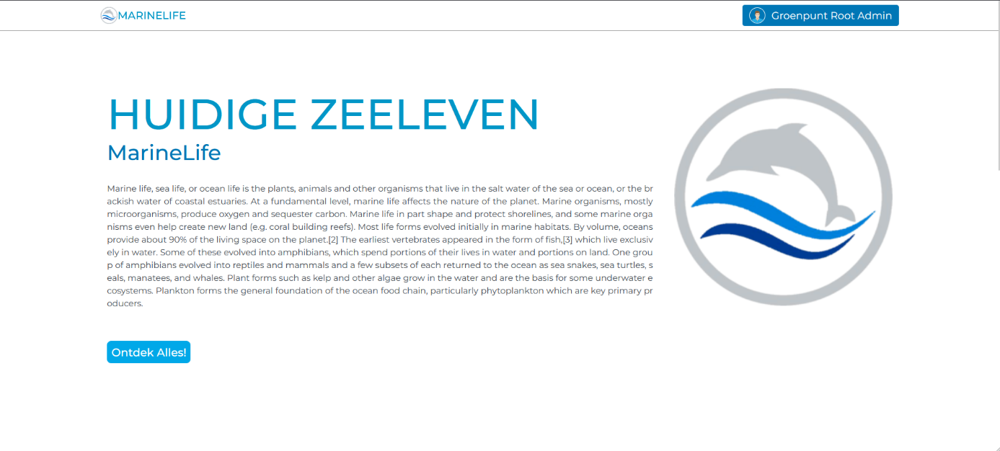 MARINELIFE
Groenpunt Root Admin
HUIDIGE ZEELEVEN
MarineLife
Marine life, sea life, or ocean life is the plants, animals and other organisms that live in the salt water of the sea or ocean, or the br
ackish water of coastal estuaries. At a fundamental level, marine life affects the nature of the planet. Marine organisms, mostly
microorganisms, produce oxygen and sequester carbon. Marine life in part shape and protect shorelines, and some marine orga
nisms even help create new land (e.g. coral building reefs). Most life forms evolved initially in marine habitats. By volume, oceans
provide about 90% of the living space on the planet.[2] The earliest vertebrates appeared in the form of fish,[3] which live exclusiv
ely in water. Some of these evolved into amphibians, which spend portions of their lives in water and portions on land. One grou
p of amphibians evolved into reptiles and mammals and a few subsets of each returned to the ocean as sea snakes, sea turtles, s
eals, manatees, and whales. Plant forms such as kelp and other algae grow in the water and are the basis for some underwater e
cosystems. Plankton forms the general foundation of the ocean food chain, particularly phytoplankton which are key primary pr
oducers.
Ontdek Alles!